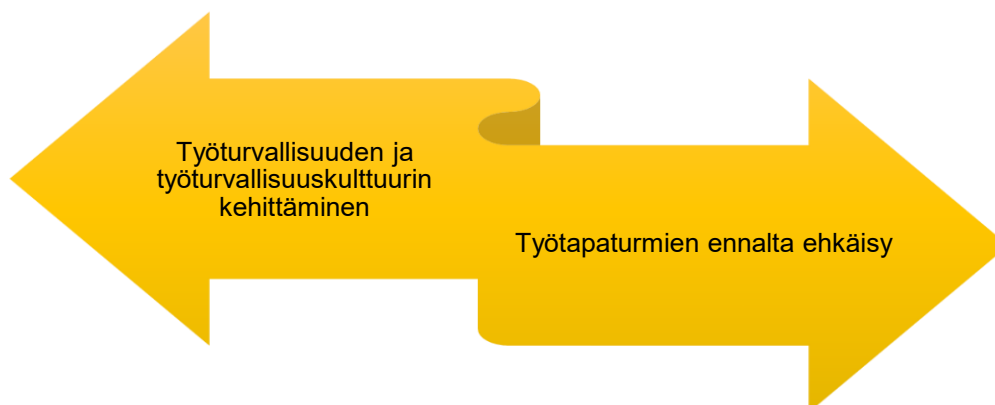 Työturvallisuuden ja
työturvallisuuskulttuurin
kehittäminen
Työtapaturmien ennalta ehkäisy